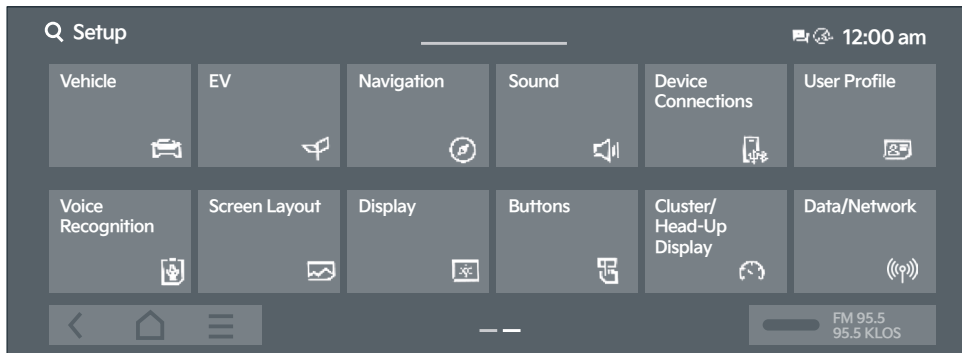 Setup
12:00 am
Vehicle
EV
Navigation
Sound
Device
Connections
User Profile
Voice
Recognition
Screen Layout
Display
Buttons
Cluster/
Head-Up
Display
Data/Network
FM 95.5
95.5 KLOS